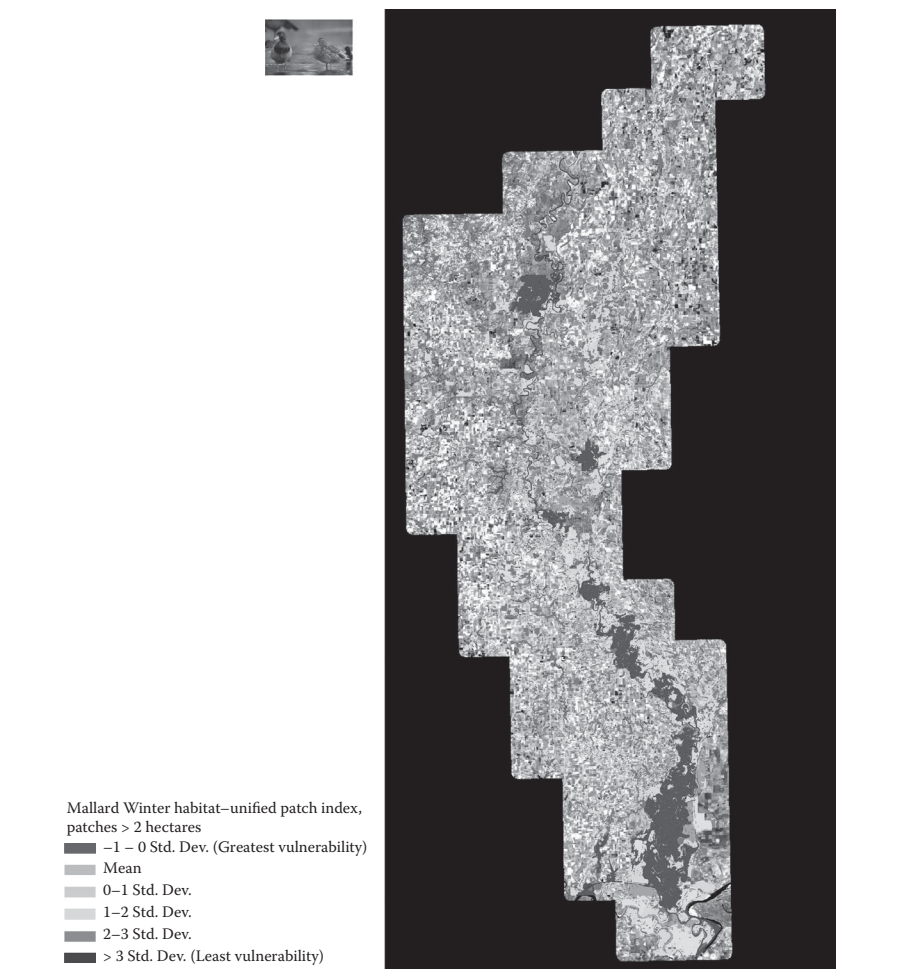 Mallard Winter habitat–unified patch index,
patches > 2 hectares
–1 – 0 Std. Dev. (Greatest vulnerability)
Mean
0–1 Std. Dev.
1–2 Std. Dev.
2–3 Std. Dev.
> 3 Std. Dev. (Least vulnerability)